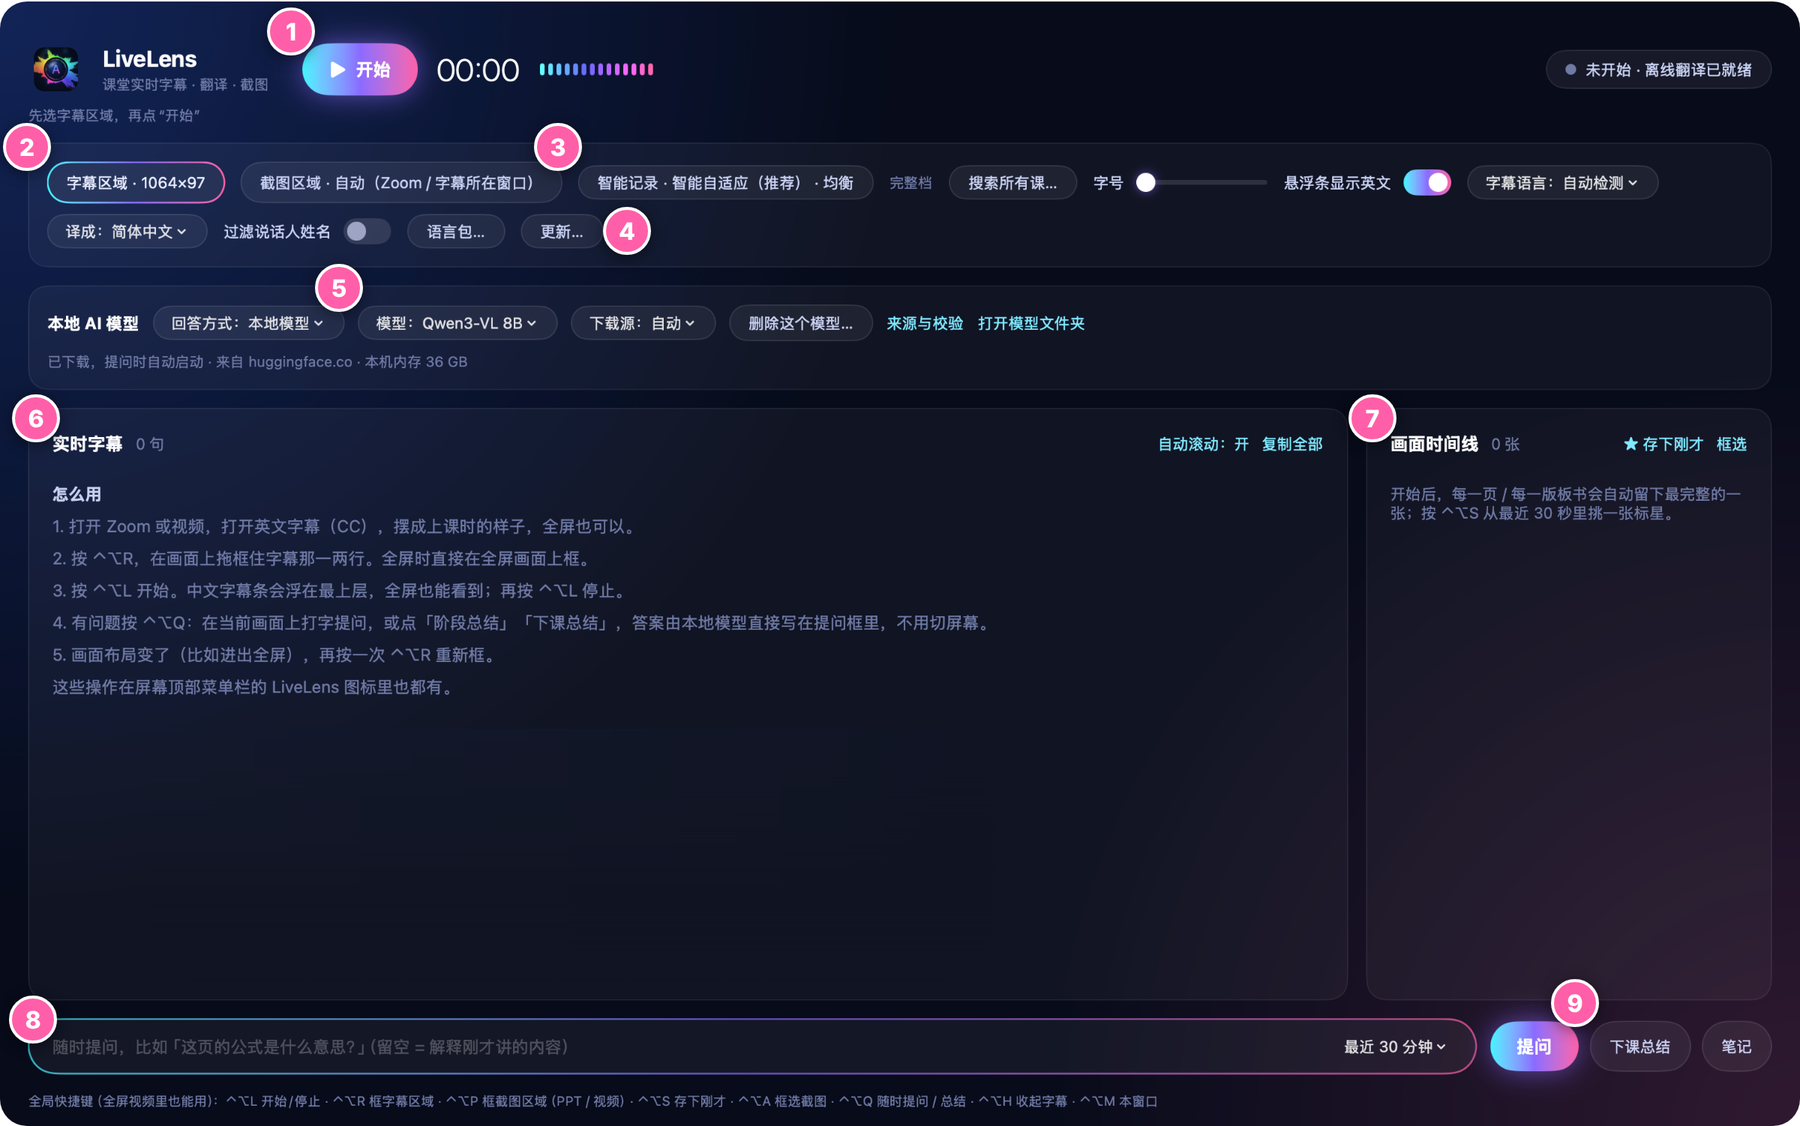 1
LiveLens
课堂实时字幕 · 翻译 · 截图
▶ 开始
00:00
未开始 · 离线翻译已就绪
先选字幕区域，再点“开始”
2
3
字幕区域 · 1064×97
截图区域 · 自动（Zoom / 字幕所在窗口）
智能记录 · 智能自适应（推荐） · 均衡
完整档
搜索所有课...
字号
悬浮条显示英文
字幕语言：自动检测
译成：简体中文
过滤说话人姓名
语言包...
更新...
4
5
本地 AI 模型
回答方式：本地模型
模型：Qwen3-VL 8B
下载源：自动
删除这个模型...
来源与校验
打开模型文件夹
已下载，提问时自动启动 · 来自 huggingface.co · 本机内存 36 GB
6
实时字幕 0 句
自动滚动：开 复制全部
怎么用
1. 打开 Zoom 或视频，打开英文字幕（CC），摆成上课时的样子，全屏也可以。
2. 按 ^⌥R，在画面上拖框住字幕那一两行。全屏时直接在全屏画面上框。
3. 按 ^⌥L 开始。中文字幕条会浮在最上层，全屏也能看到；再按 ^⌥L 停止。
4. 有问题按 ^⌥Q：在当前画面上打字提问，或点「阶段总结」「下课总结」，答案由本地模型直接写在提问框里，不用切屏幕。
5. 画面布局变了（比如进出全屏），再按一次 ^⌥R 重新框。
这些操作在屏幕顶部菜单栏的 LiveLens 图标里也都有。
7
画面时间线 0 张
★ 存下刚才 框选
开始后，每一页 / 每一版板书会自动留下最完整的一
张；按 ^⌥S 从最近 30 秒里挑一张标星。
8
随时提问，比如「这页的公式是什么意思？」(留空 = 解释刚才讲的内容)
最近 30 分钟
9
提问
下课总结
笔记
全局快捷键 (全屏视频里也能用)：^⌥L 开始/停止 · ^⌥R 框字幕区域 · ^⌥P 框截图区域 (PPT / 视频) · ^⌥S 存下刚才 · ^⌥A 框选截图 · ^⌥Q 随时提问 / 总结 · ^⌥H 收起字幕 · ^⌥M 本窗口